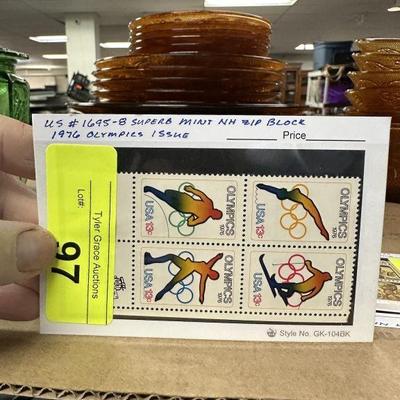 US # 1695-8 SUPERB MINT NH ZIP BLOCK
1976 OLYMPICS ISSUE
Price
Tyler Grace Auctions
Lot#:
97
USA 13c
OLYMPICS
1976
USA 13c
OLYMPICS
1976
USA 13c
OLYMPICS
1976
USA 13c
OLYMPICS
1976
Style No. GK-104BK